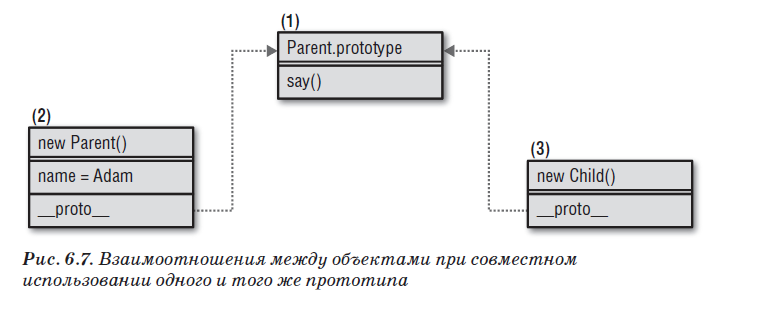 (1)
Parent.prototype
say()
(2)
new Parent()
name = Adam
__proto__
(3)
new Child()
__proto__
Рис. 6.7. Взаимоотношения между объектами при совместном
использовании одного и того же прототипа